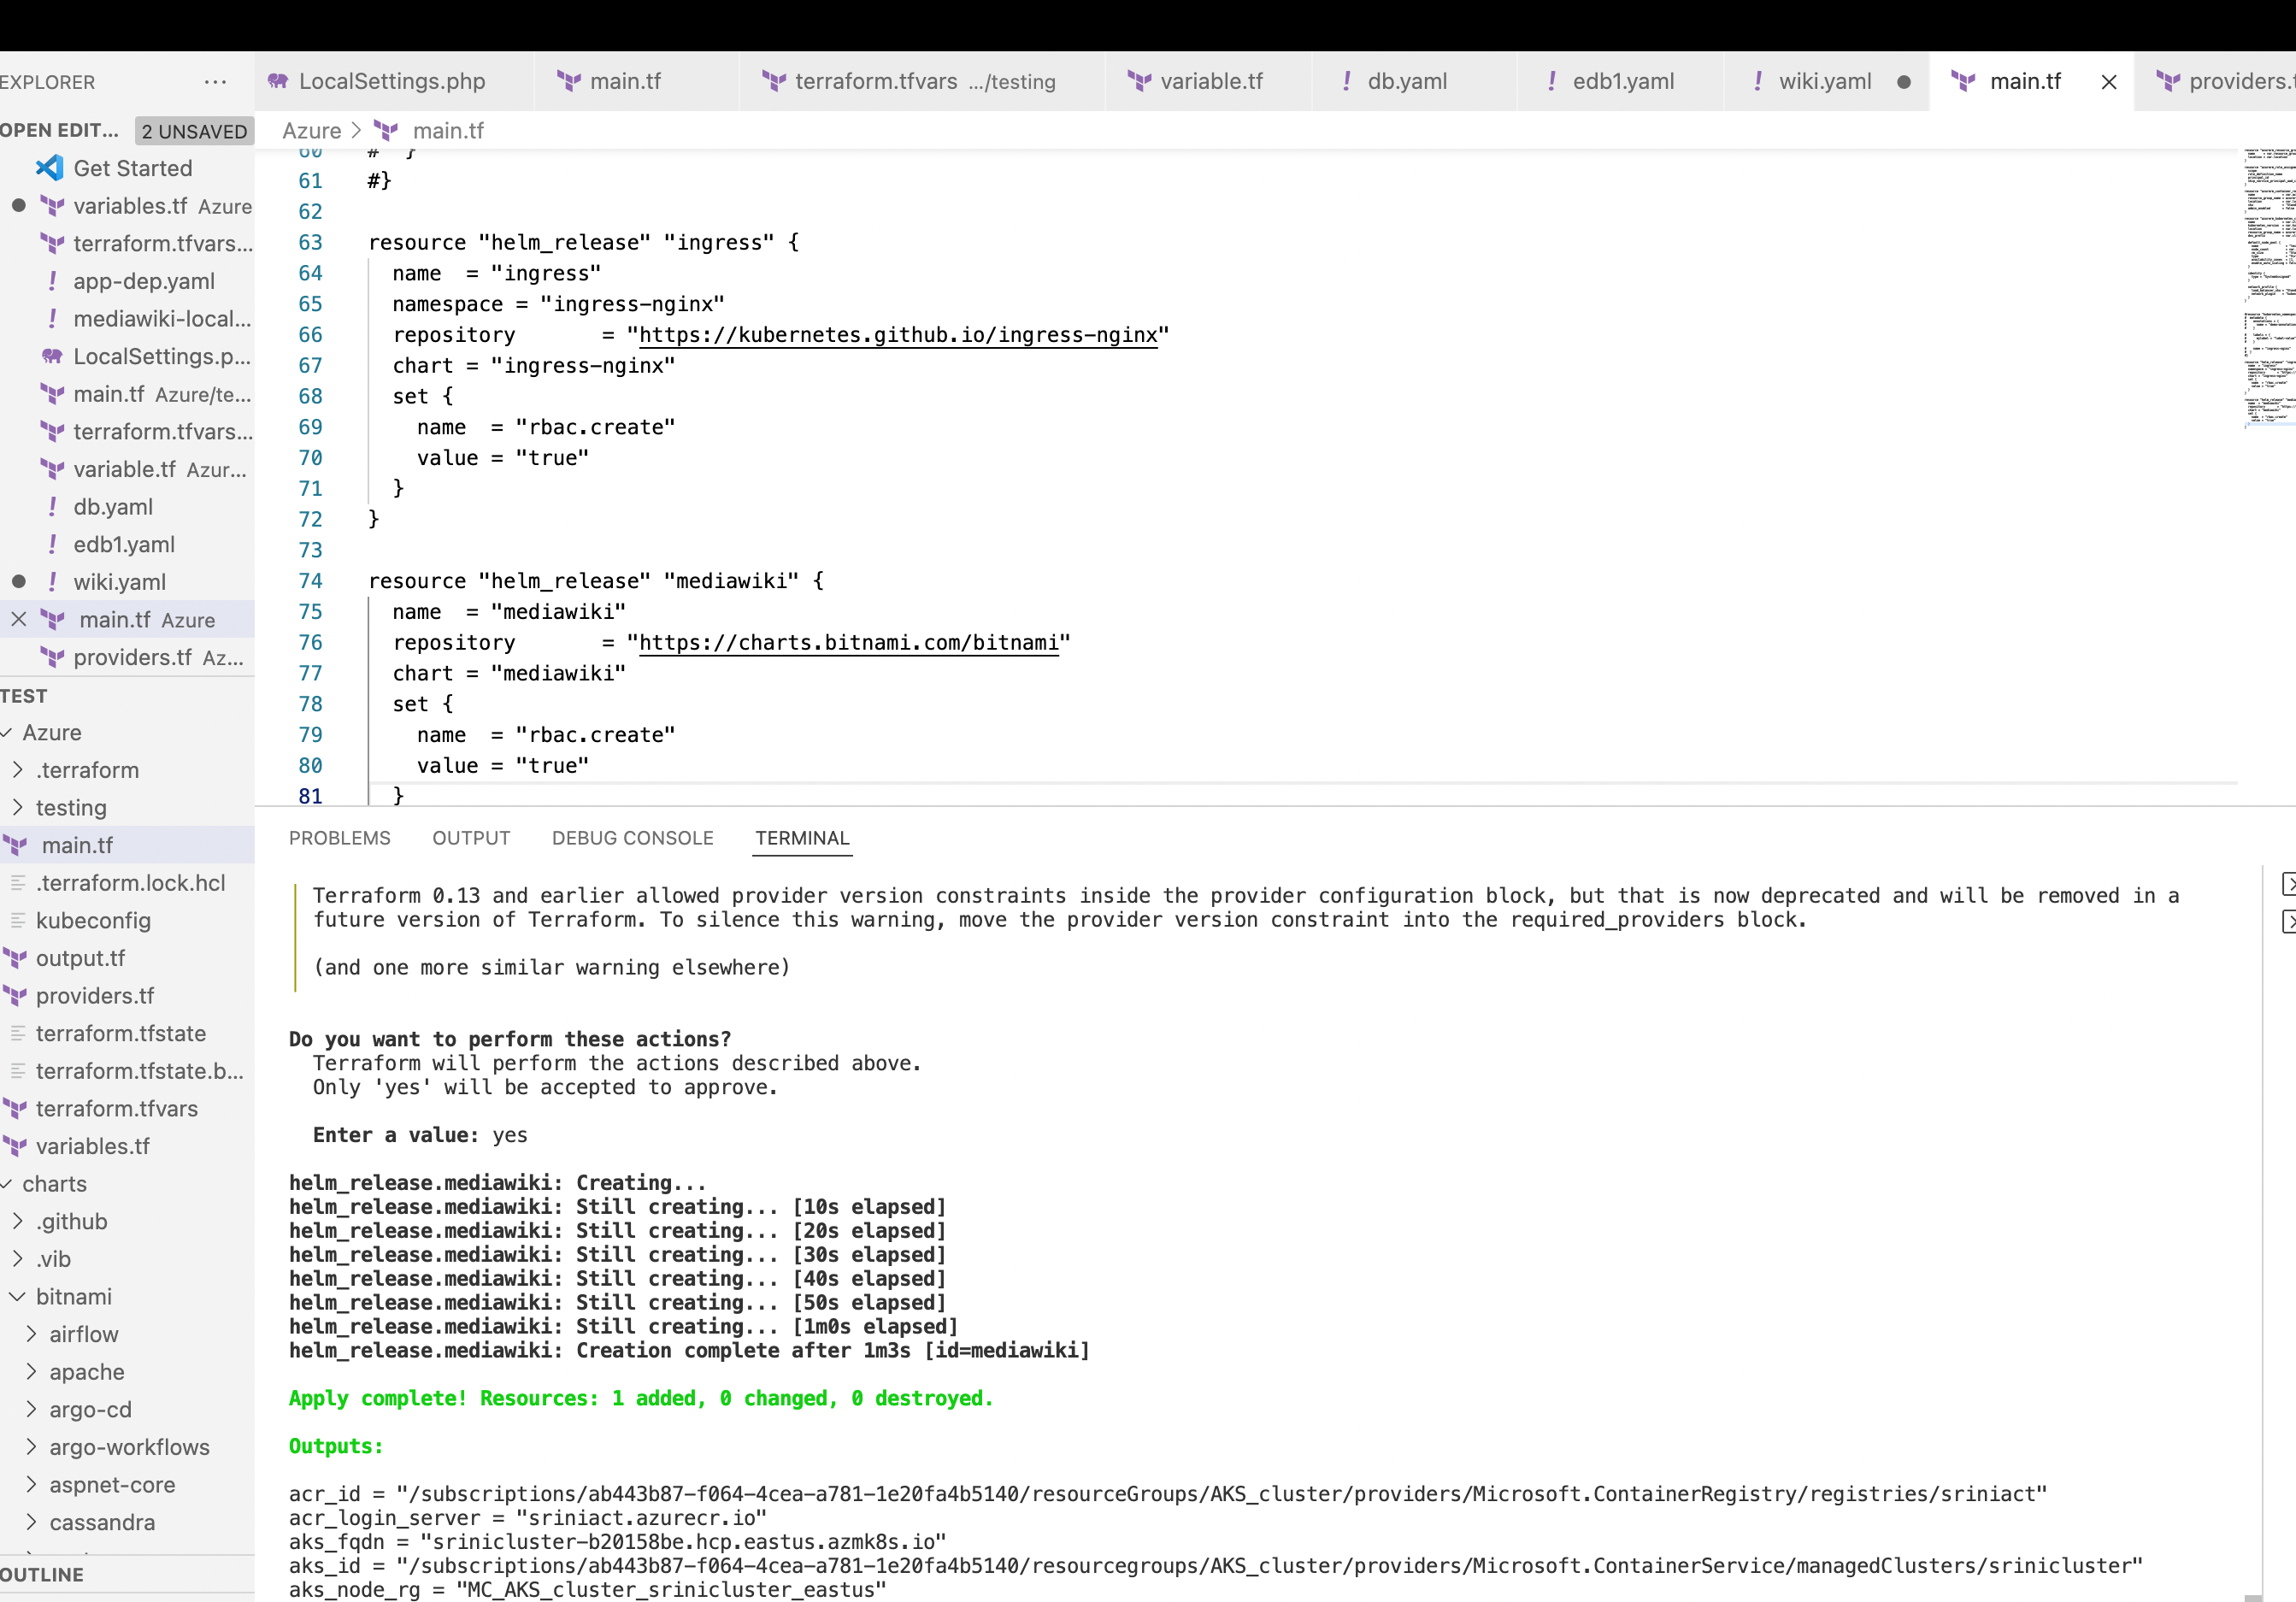 EXPLORER ···
LocalSettings.php
main.tf
terraform.tfvars .../testing
variable.tf
! db.yaml
! edb1.yaml
! wiki.yaml
main.tf
providers.t
OPEN EDIT... 2 UNSAVED
Get Started
variables.tf Azure
terraform.tfvars...
! app-dep.yaml
! mediawiki-local...
LocalSettings.p...
main.tf Azure/te...
terraform.tfvars...
variable.tf Azur...
! db.yaml
! edb1.yaml
! wiki.yaml
main.tf Azure
providers.tf Az...
TEST
Azure
.terraform
testing
main.tf
.terraform.lock.hcl
kubeconfig
output.tf
providers.tf
terraform.tfstate
terraform.tfstate.b...
terraform.tfvars
variables.tf
charts
.github
.vib
bitnami
airflow
apache
argo-cd
argo-workflows
aspnet-core
cassandra
OUTLINE
Azure > main.tf
60 # }
61 #}
62
63 resource "helm_release" "ingress" {
64 name = "ingress"
65 namespace = "ingress-nginx"
66 repository = "https://kubernetes.github.io/ingress-nginx"
67 chart = "ingress-nginx"
68 set {
69 name = "rbac.create"
70 value = "true"
71 }
72 }
73
74 resource "helm_release" "mediawiki" {
75 name = "mediawiki"
76 repository = "https://charts.bitnami.com/bitnami"
77 chart = "mediawiki"
78 set {
79 name = "rbac.create"
80 value = "true"
81 }
PROBLEMS OUTPUT DEBUG CONSOLE TERMINAL
Terraform 0.13 and earlier allowed provider version constraints inside the provider configuration block, but that is now deprecated and will be removed in a
future version of Terraform. To silence this warning, move the provider version constraint into the required_providers block.
(and one more similar warning elsewhere)
Do you want to perform these actions?
Terraform will perform the actions described above.
Only 'yes' will be accepted to approve.
Enter a value: yes
helm_release.mediawiki: Creating...
helm_release.mediawiki: Still creating... [10s elapsed]
helm_release.mediawiki: Still creating... [20s elapsed]
helm_release.mediawiki: Still creating... [30s elapsed]
helm_release.mediawiki: Still creating... [40s elapsed]
helm_release.mediawiki: Still creating... [50s elapsed]
helm_release.mediawiki: Still creating... [1m0s elapsed]
helm_release.mediawiki: Creation complete after 1m3s [id=mediawiki]
Apply complete! Resources: 1 added, 0 changed, 0 destroyed.
Outputs:
acr_id = "/subscriptions/ab443b87-f064-4cea-a781-1e20fa4b5140/resourceGroups/AKS_cluster/providers/Microsoft.ContainerRegistry/registries/sriniact"
acr_login_server = "sriniact.azurecr.io"
aks_fqdn = "srinicluster-b20158be.hcp.eastus.azmk8s.io"
aks_id = "/subscriptions/ab443b87-f064-4cea-a781-1e20fa4b5140/resourcegroups/AKS_cluster/providers/Microsoft.ContainerService/managedClusters/srinicluster"
aks_node_rg = "MC_AKS_cluster_srinicluster_eastus"